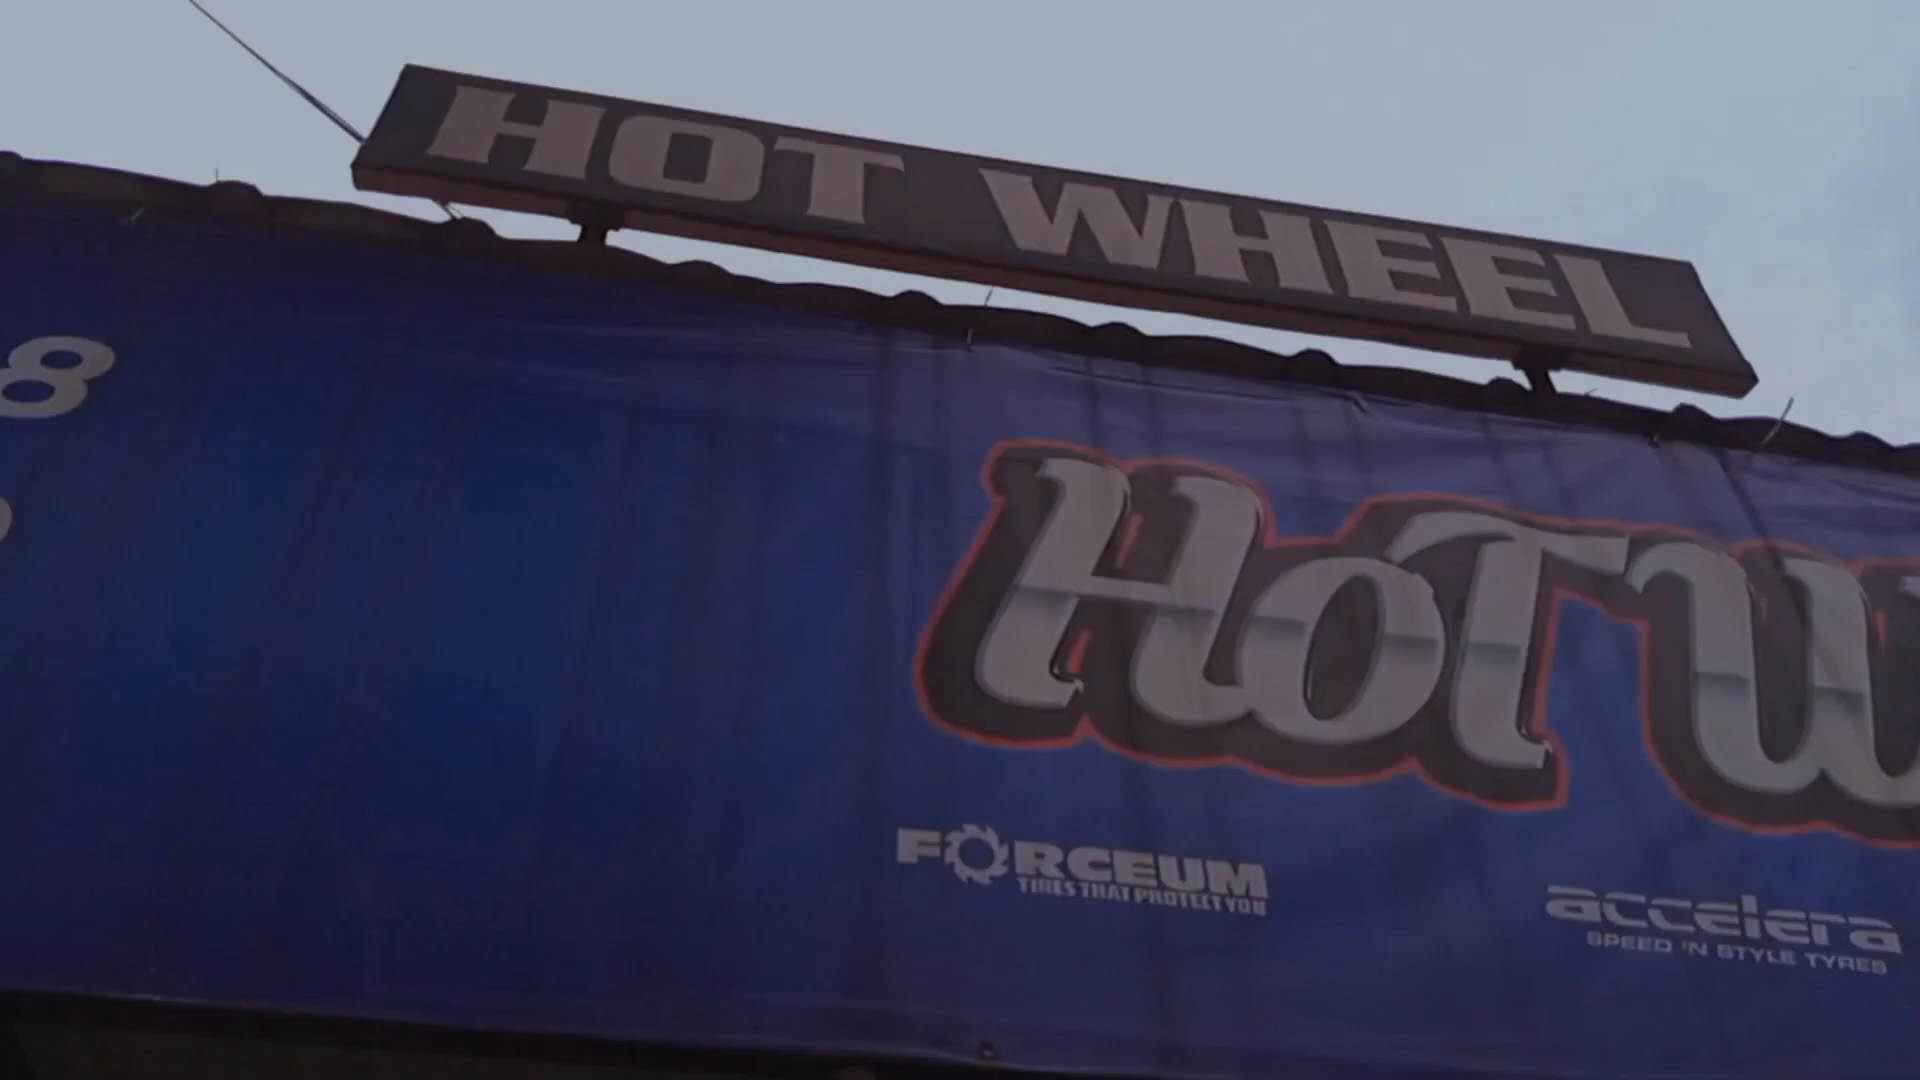 HOT WHEEL
8
HOT W
FORCEUM
TIRES THAT PROTECT YOU
accelera
SPEED 'N STYLE TYRES